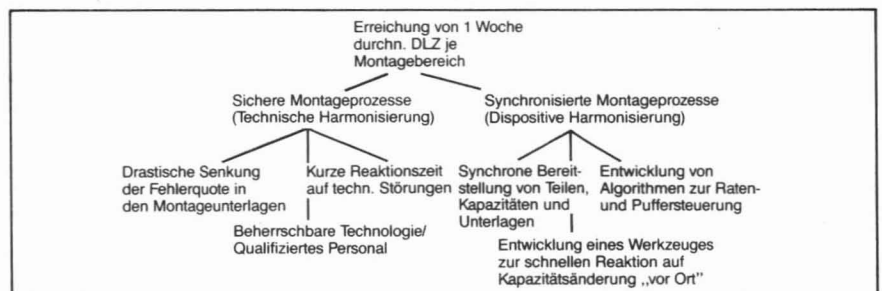 Erreichung von 1 Woche
durchn. DLZ je
Montagebereich
Sichere Montageprozesse
(Technische Harmonisierung)
Synchronisierte Montageprozesse
(Dispositive Harmonisierung)
Drastische Senkung
der Fehlerquote in
den Montageunterlagen
Kurze Reaktionszeit
auf techn. Störungen
Beherrschbare Technologie/
Qualifiziertes Personal
Synchrone Bereit-
stellung von Teilen,
Kapazitäten und
Unterlagen
Entwicklung von
Algorithmen zur Raten-
und Puffersteuerung
Entwicklung eines Werkzeuges
zur schnellen Reaktion auf
Kapazitätsänderung „vor Ort"